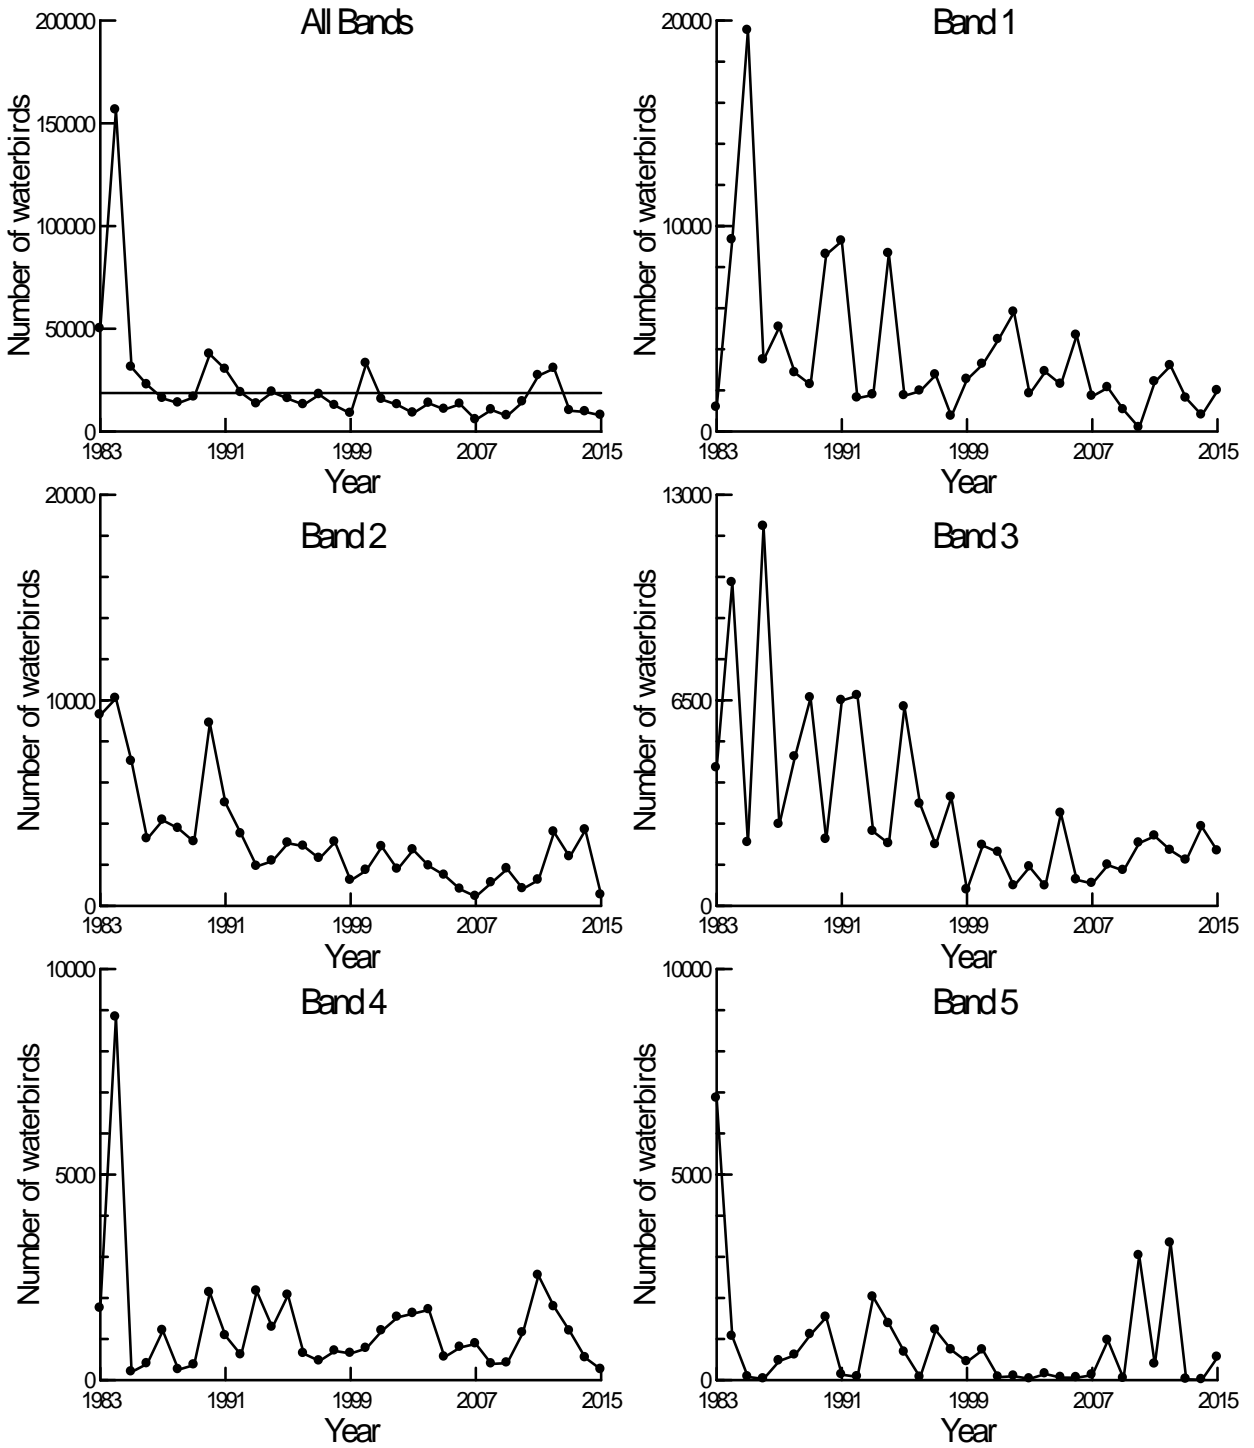 All Bands
Number of waterbirds
200000
150000
100000
50000
0
1983
1991
1999
2007
2015
Year
Band 1
Number of waterbirds
20000
10000
0
1983
1991
1999
2007
2015
Year
Band 2
Number of waterbirds
20000
10000
0
1983
1991
1999
2007
2015
Year
Band 3
Number of waterbirds
13000
6500
0
1983
1991
1999
2007
2015
Year
Band 4
Number of waterbirds
10000
5000
0
1983
1991
1999
2007
2015
Year
Band 5
Number of waterbirds
10000
5000
0
1983
1991
1999
2007
2015
Year